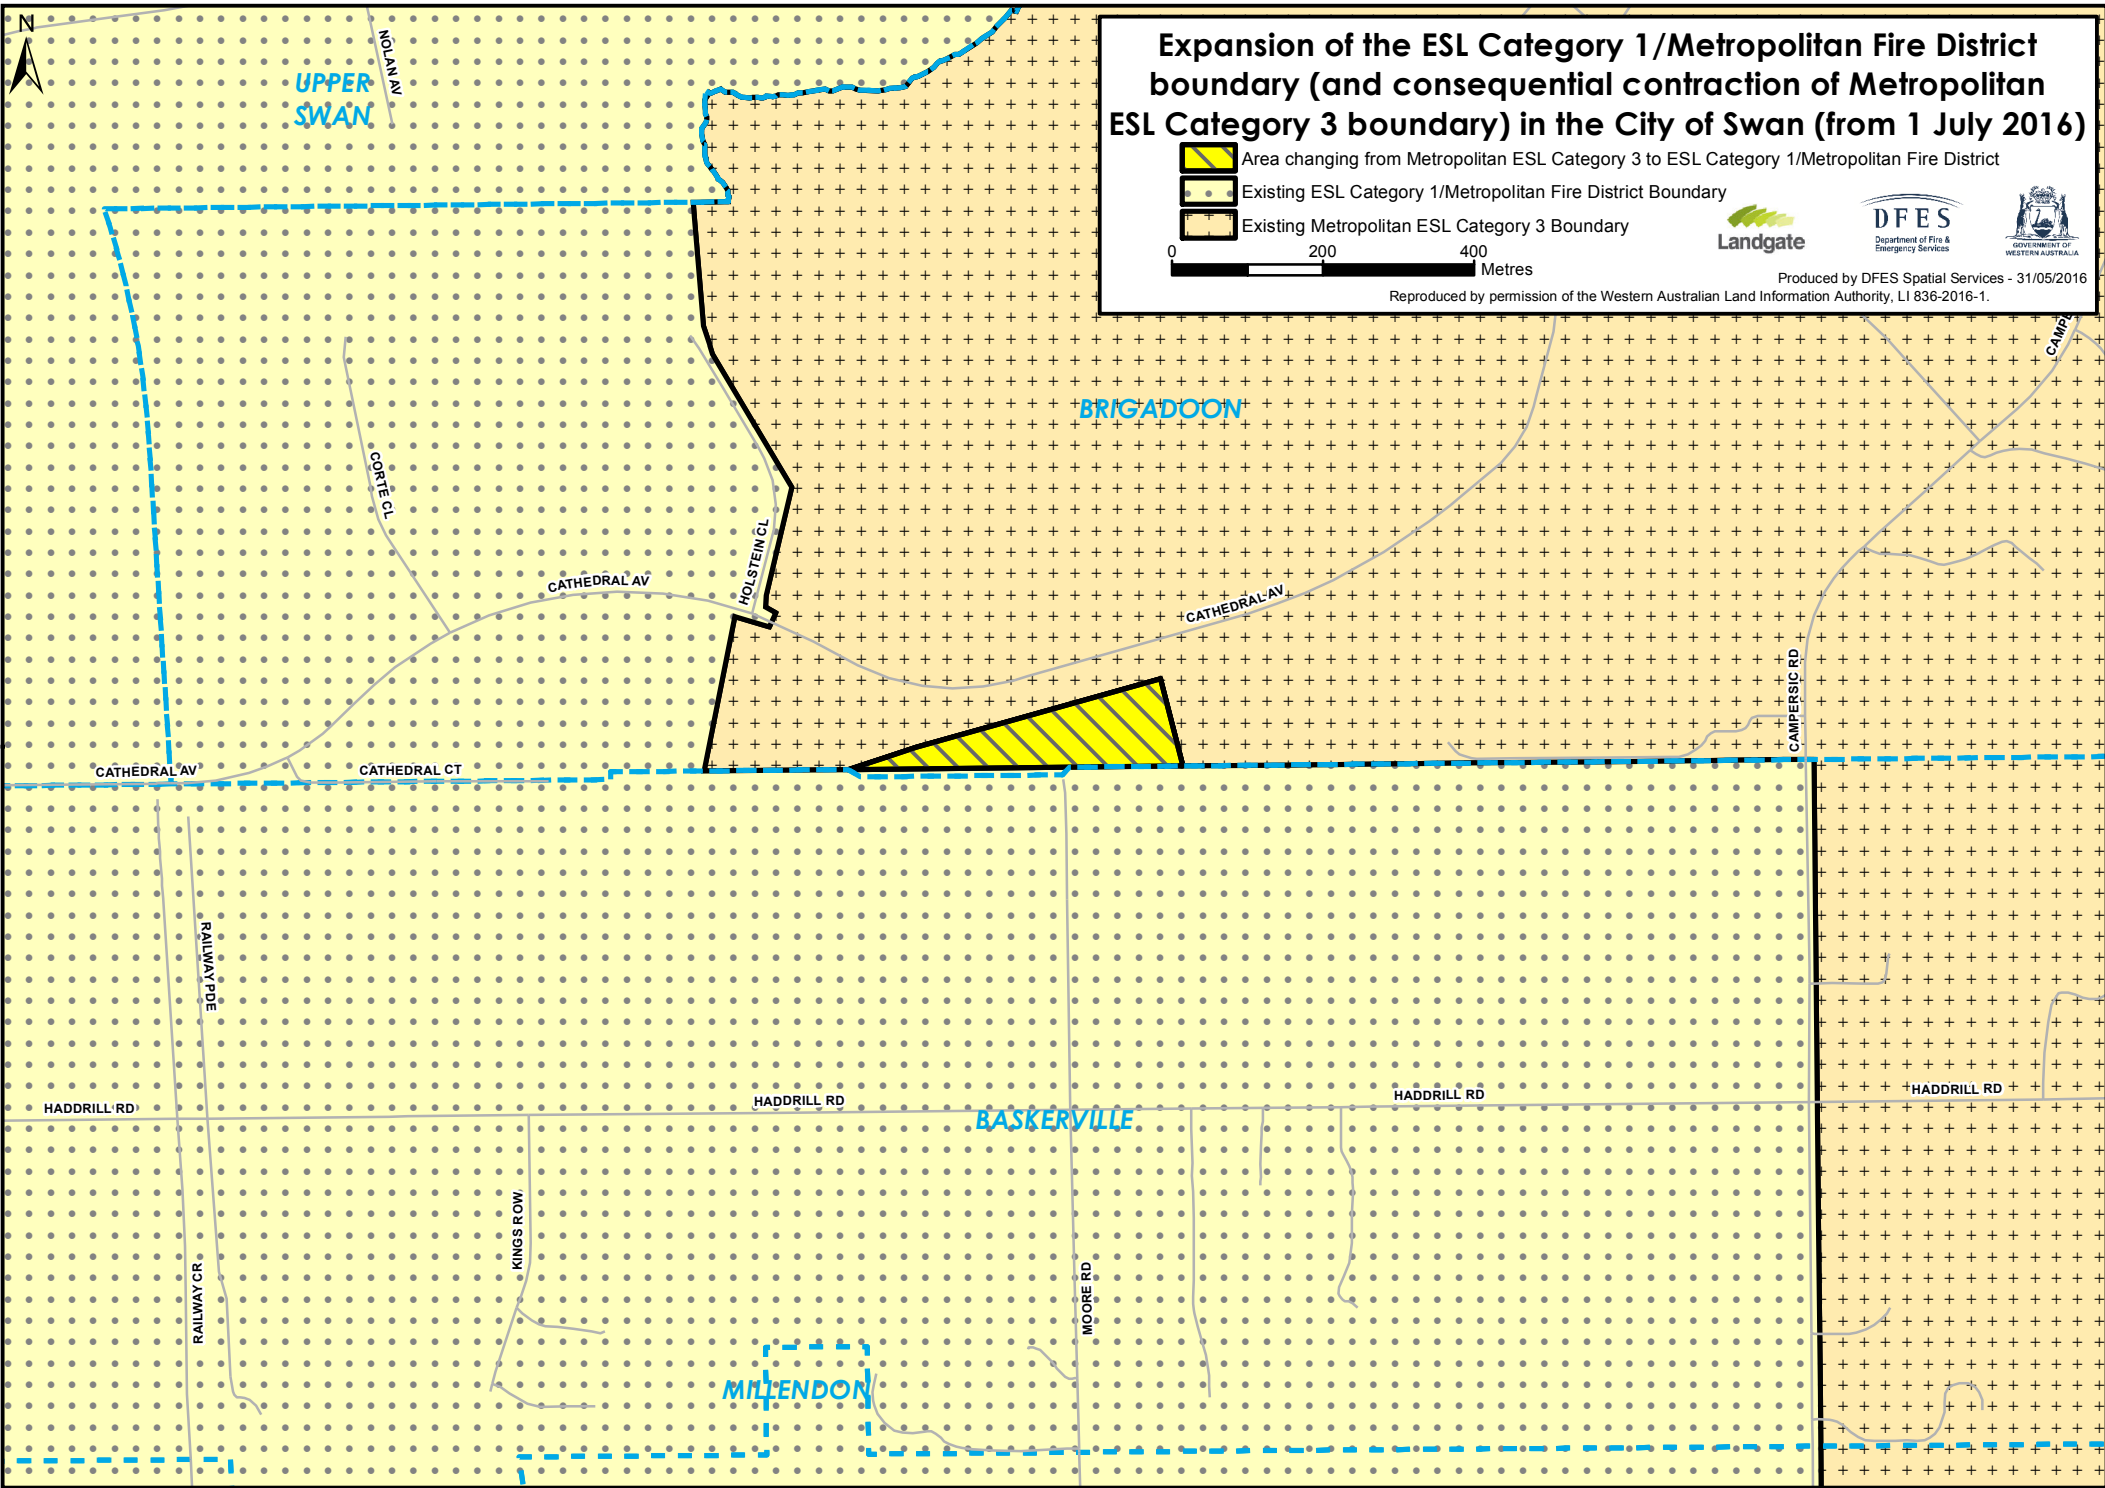 N
NOLAN AV
UPPER
SWAN
Expansion of the ESL Category 1/Metropolitan Fire District
boundary (and consequential contraction of Metropolitan
ESL Category 3 boundary) in the City of Swan (from 1 July 2016)
Area changing from Metropolitan ESL Category 3 to ESL Category 1/Metropolitan Fire District
Existing ESL Category 1/Metropolitan Fire District Boundary
Existing Metropolitan ESL Category 3 Boundary
0 200 400
Metres
Landgate
DFES
Department of Fire &
Emergency Services
GOVERNMENT OF
WESTERN AUSTRALIA
Produced by DFES Spatial Services - 31/05/2016
Reproduced by permission of the Western Australian Land Information Authority, LI 836-2016-1.
CAMPE
BRIGADOON
CORTE CL
HOLSTEIN CL
CATHEDRAL AV
CATHEDRAL AV
CAMPERSIC RD
CATHEDRAL AV
CATHEDRAL CT
RAILWAY PDE
HADDRILL RD
HADDRILL RD
HADDRILL RD
HADDRILL RD
BASKERVILLE
KINGS ROW
RAILWAY CR
MOORE RD
MILLENDON